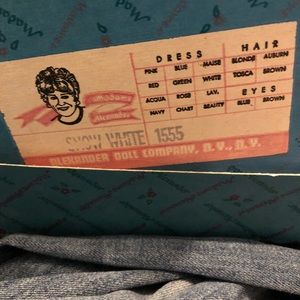 DRESS HAIR
PINK BLUE MAISE BLONDE AUBURN
RED GREEN WHITE TOSCA BROWN
ACQUA ROSE LAV. EYES
NAVY CHART BEAUTY BLUE BROWN
Madame
Alexander
SNOW WHITE 1555
ALEXANDER DOLL COMPANY, N.Y., N.Y.